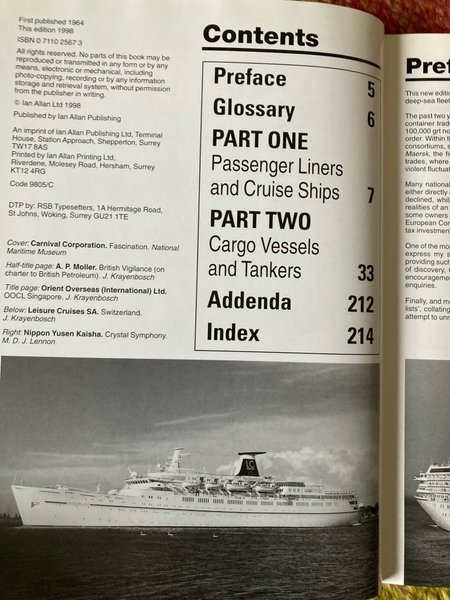 First published 1964
This edition 1998
ISBN 0 7110 2567 3
All rights reserved. No parts of this book may be
reproduced or transmitted in any form or by any
means, electronic or mechanical, including
photo-copying, recording or by any information
storage and retrieval system, without permission
from the publisher in writing.
© Ian Allan Ltd 1998
Published by Ian Allan Publishing
An imprint of Ian Allan Publishing Ltd, Terminal
House, Station Approach, Shepperton, Surrey
TW17 8AS
Printed by Ian Allan Printing Ltd,
Riverdene, Molesey Road, Hersham, Surrey
KT12 4RG
Code 9805/C
DTP by: RSB Typesetters, 1A Hermitage Road,
St Johns, Woking, Surrey GU21 1TE
Cover: Carnival Corporation. Fascination. National
Maritime Museum
Half-title page: A. P. Moller. British Vigilance (on
charter to British Petroleum). J. Krayenbosch
Title page: Orient Overseas (International) Ltd.
OOCL Singapore. J. Krayenbosch
Below: Leisure Cruises SA. Switzerland.
J. Krayenbosch
Right: Nippon Yusen Kaisha. Crystal Symphony.
M. D. J. Lennon
Contents
Preface 5
Glossary 6
PART ONE
Passenger Liners
and Cruise Ships 7
PART TWO
Cargo Vessels
and Tankers 33
Addenda 212
Index 214
LC
Pref
This new edition
deep-sea fleet
The past two y
container trad
100,000 grt no
order. Within th
consortiums, s
Maersk, the fi
trades, where
violent fluctuat
Many national
either directly
declined, whils
realities of an
some owners
European Con
tax investment
One of the mo
express my s
providing such
of discovery,
encouragemen
enquiries.
Finally, and m
lists', collating
attempt to unr